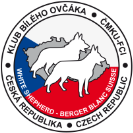 KLUB BÍLÉHO OVČÁKA
ČMKU-FCI
WHITE SHEPHERD - BERGER BLANC SUISSE
ČESKÁ REPUBLIKA
CZECH REPUBLIC